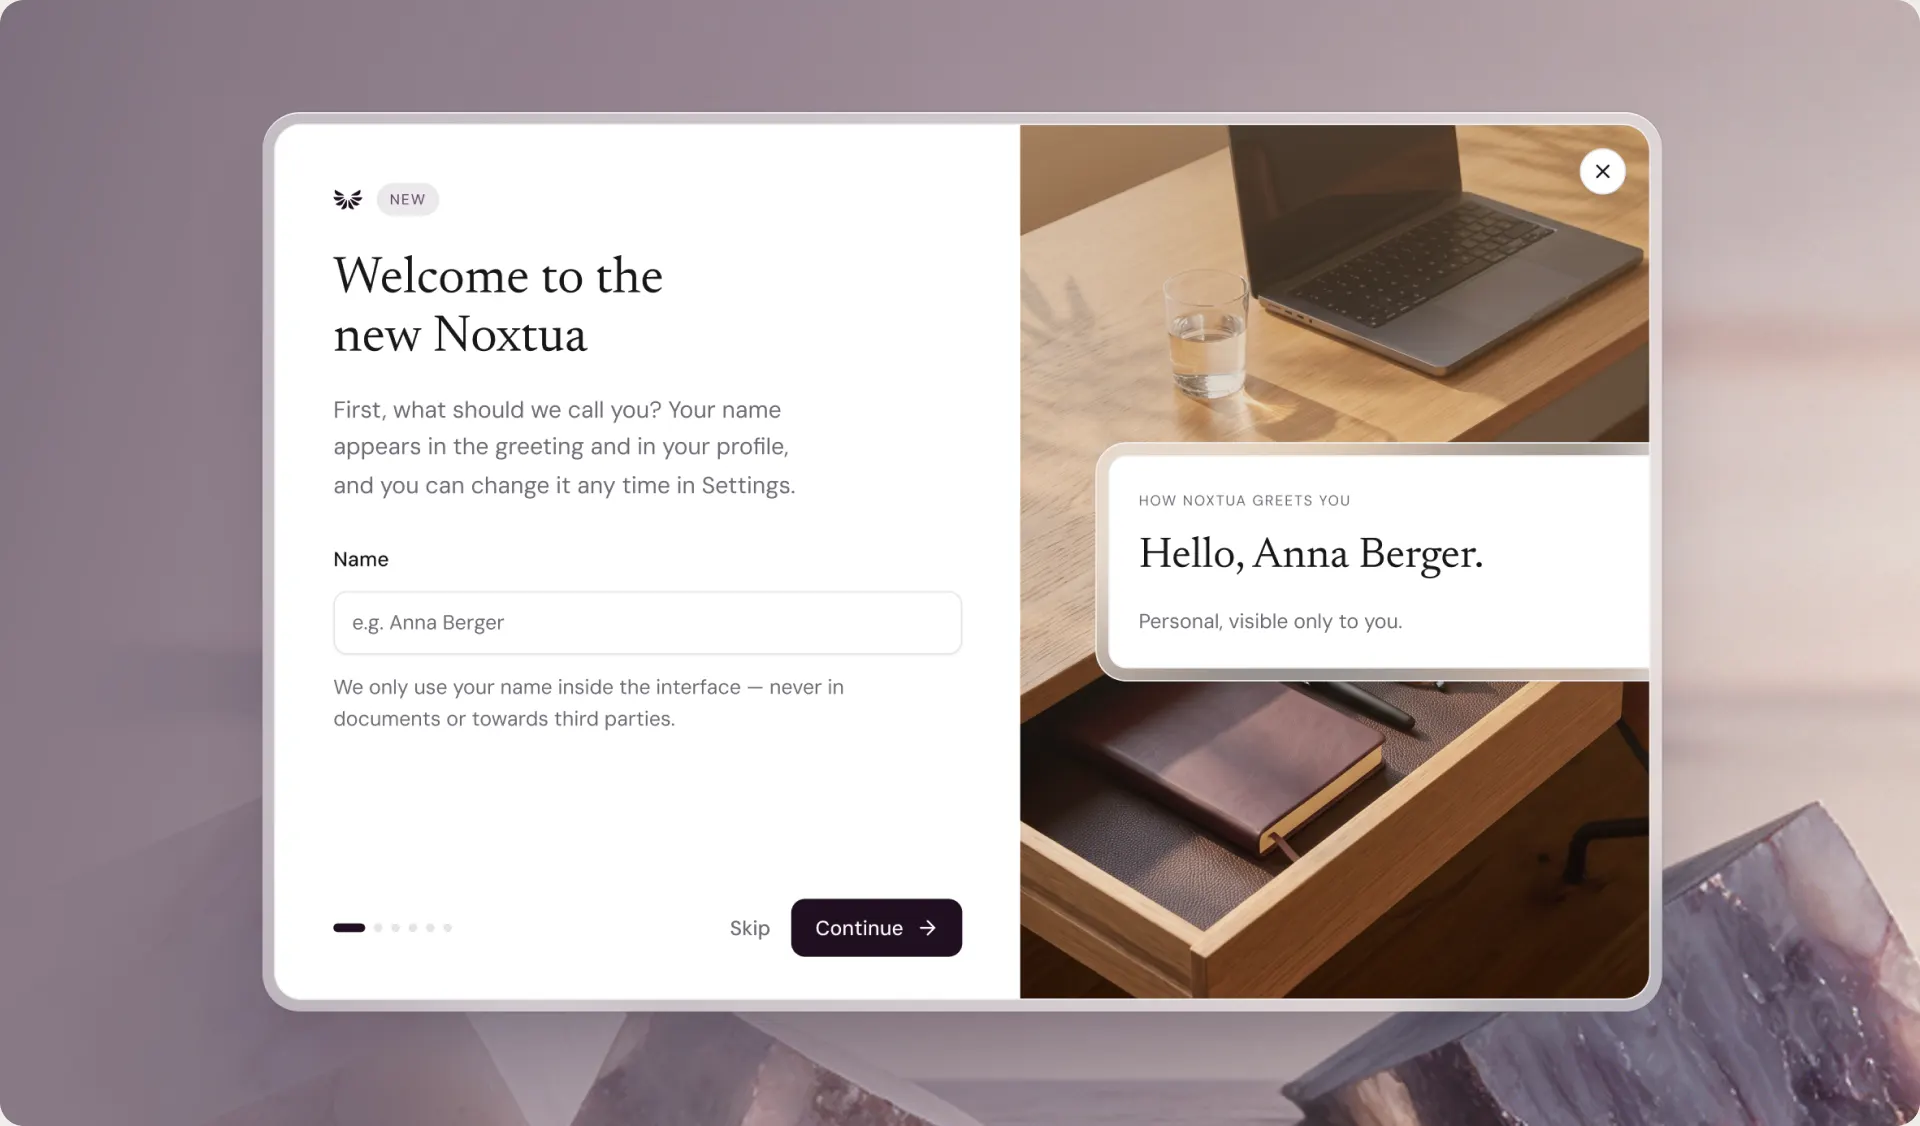 NEW
Welcome to the
new Noxtua
First, what should we call you? Your name
appears in the greeting and in your profile,
and you can change it any time in Settings.
Name
e.g. Anna Berger
We only use your name inside the interface — never in
documents or towards third parties.
Skip
Continue
HOW NOXTUA GREETS YOU
Hello, Anna Berger.
Personal, visible only to you.